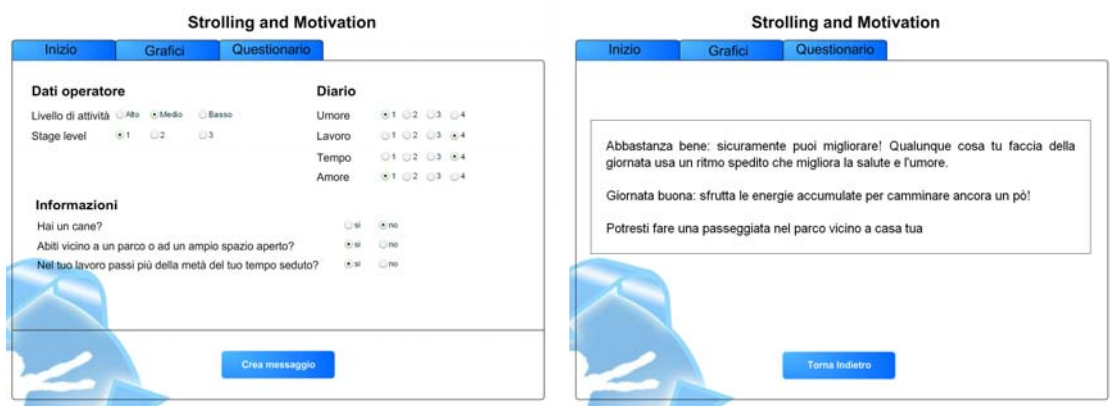 Strolling and Motivation
Inizio Grafici Questionario
Dati operatore
Livello di attività Alto Medio Basso
Stage level 1 2 3
Diario
Umore 1 2 3 4
Lavoro 1 2 3 4
Tempo 1 2 3 4
Amore 1 2 3 4
Informazioni
Hai un cane? si no
Abiti vicino a un parco o ad un ampio spazio aperto? si no
Nel tuo lavoro passi più della metà del tuo tempo seduto? si no
Crea messaggio
Strolling and Motivation
Inizio Grafici Questionario
Abbastanza bene: sicuramente puoi migliorare! Qualunque cosa tu faccia della
giornata usa un ritmo spedito che migliora la salute e l'umore.
Giornata buona: sfrutta le energie accumulate per camminare ancora un pò!
Potresti fare una passeggiata nel parco vicino a casa tua
Torna Indietro